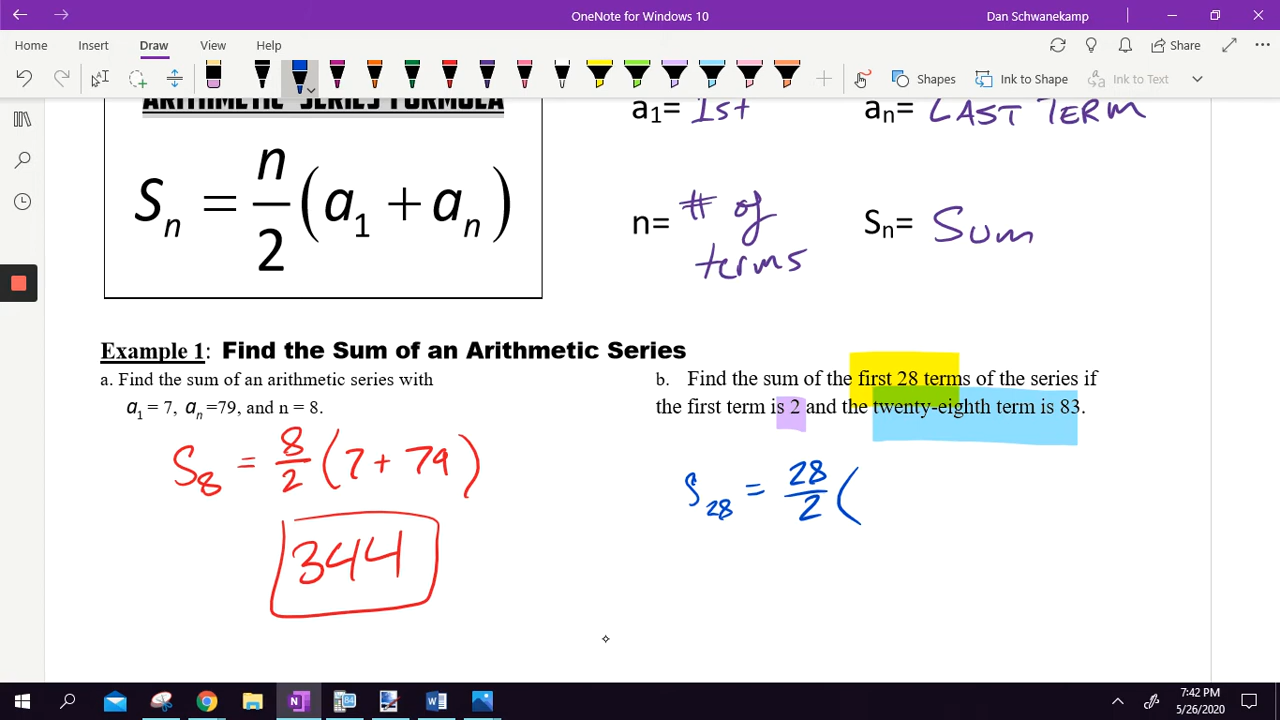 OneNote for Windows 10
Dan Schwanekamp
Home Insert Draw View Help
Share
Shapes Ink to Shape Ink to Text
ARITHMETIC SERIES FORMULA
Sn = n/2 (a1 + an)
a1= 1st
an= LAST TERM
n= # of
terms
Sn= Sum
Example 1: Find the Sum of an Arithmetic Series
a. Find the sum of an arithmetic series with
a1 = 7, an =79, and n = 8.
S8 = 8/2 (7 + 79)
344
b. Find the sum of the first 28 terms of the series if
the first term is 2 and the twenty-eighth term is 83.
S28 = 28/2 (
7:42 PM
5/26/2020